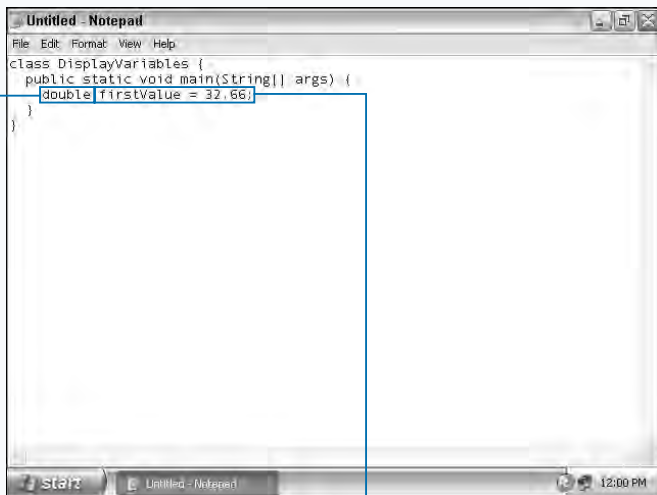 Untitled - Notepad
File Edit Format View Help
class DisplayVariables {
public static void main(String[] args) {
double firstValue = 32.66;
}
}
start
Untitled - Notepad
12:00 PM